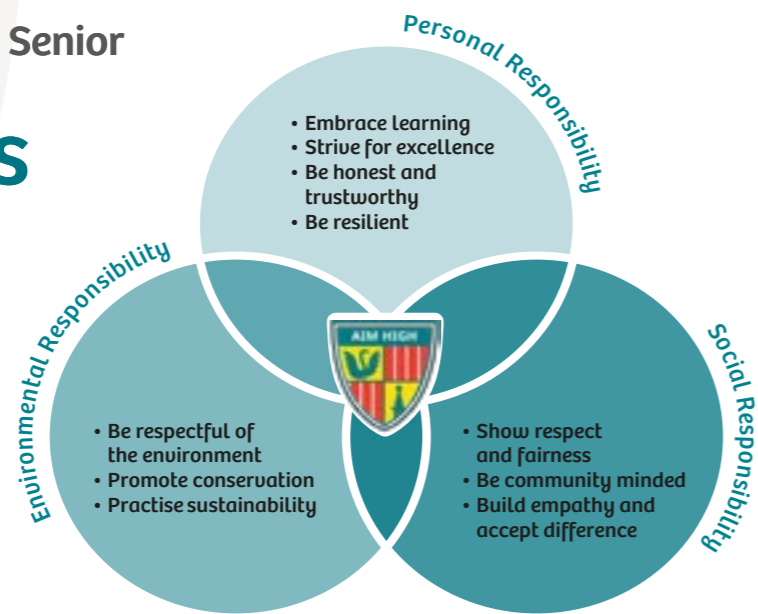 Senior
s
Personal Responsibility
• Embrace learning
• Strive for excellence
• Be honest and
trustworthy
• Be resilient
Environmental Responsibility
• Be respectful of
the environment
• Promote conservation
• Practise sustainability
AIM HIGH
Social Responsibility
• Show respect
and fairness
• Be community minded
• Build empathy and
accept difference